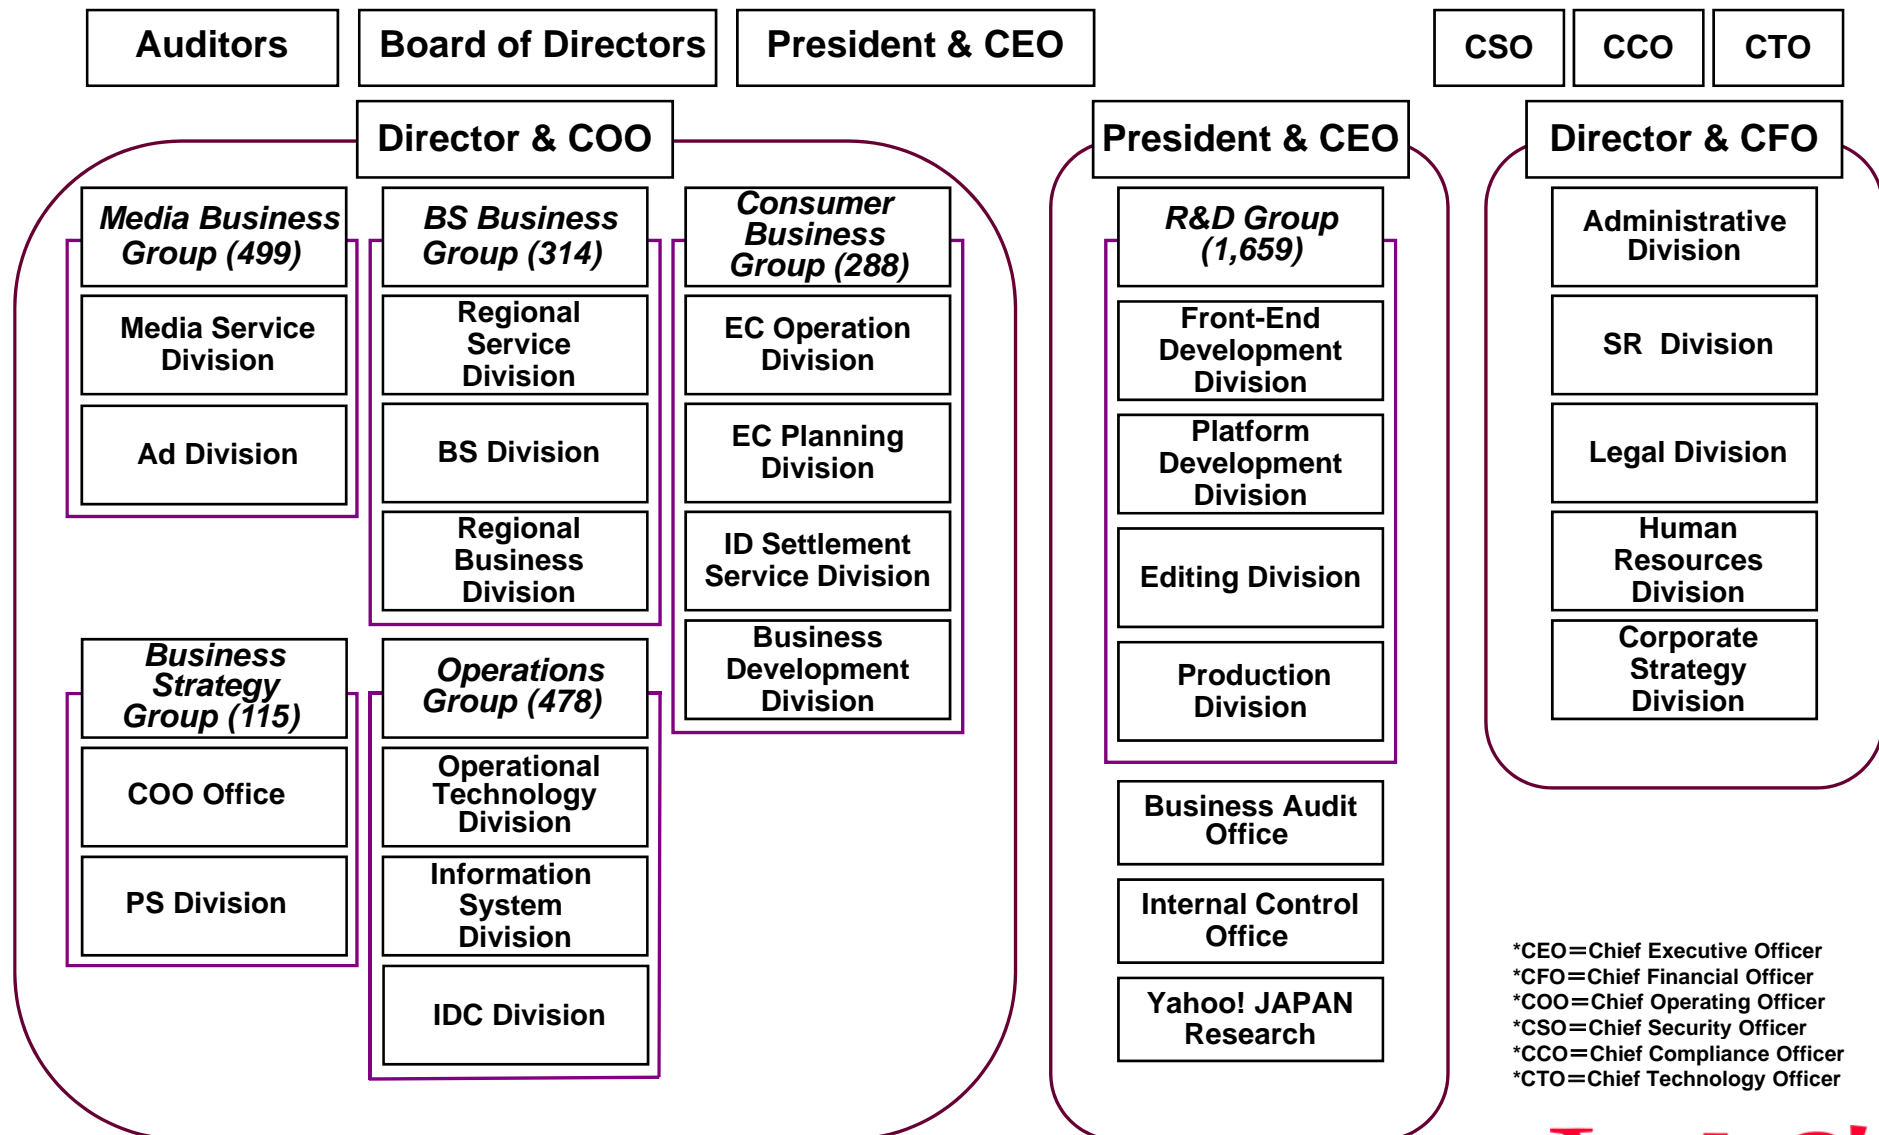 Auditors
Board of Directors
President & CEO
CSO
CCO
CTO
Director & COO
President & CEO
Director & CFO
Media Business
Group (499)
Media Service
Division
Ad Division
BS Business
Group (314)
Regional
Service
Division
BS Division
Regional
Business
Division
Consumer
Business
Group (288)
EC Operation
Division
EC Planning
Division
ID Settlement
Service Division
Business
Development
Division
Business
Strategy
Group (115)
COO Office
PS Division
Operations
Group (478)
Operational
Technology
Division
Information
System
Division
IDC Division
R&D Group
(1,659)
Front-End
Development
Division
Platform
Development
Division
Editing Division
Production
Division
Business Audit
Office
Internal Control
Office
Yahoo! JAPAN
Research
Administrative
Division
SR  Division
Legal Division
Human
Resources
Division
Corporate
Strategy
Division
*CEO＝Chief Executive Officer
*CFO＝Chief Financial Officer
*COO＝Chief Operating Officer
*CSO＝Chief Security Officer
*CCO＝Chief Compliance Officer
*CTO＝Chief Technology Officer